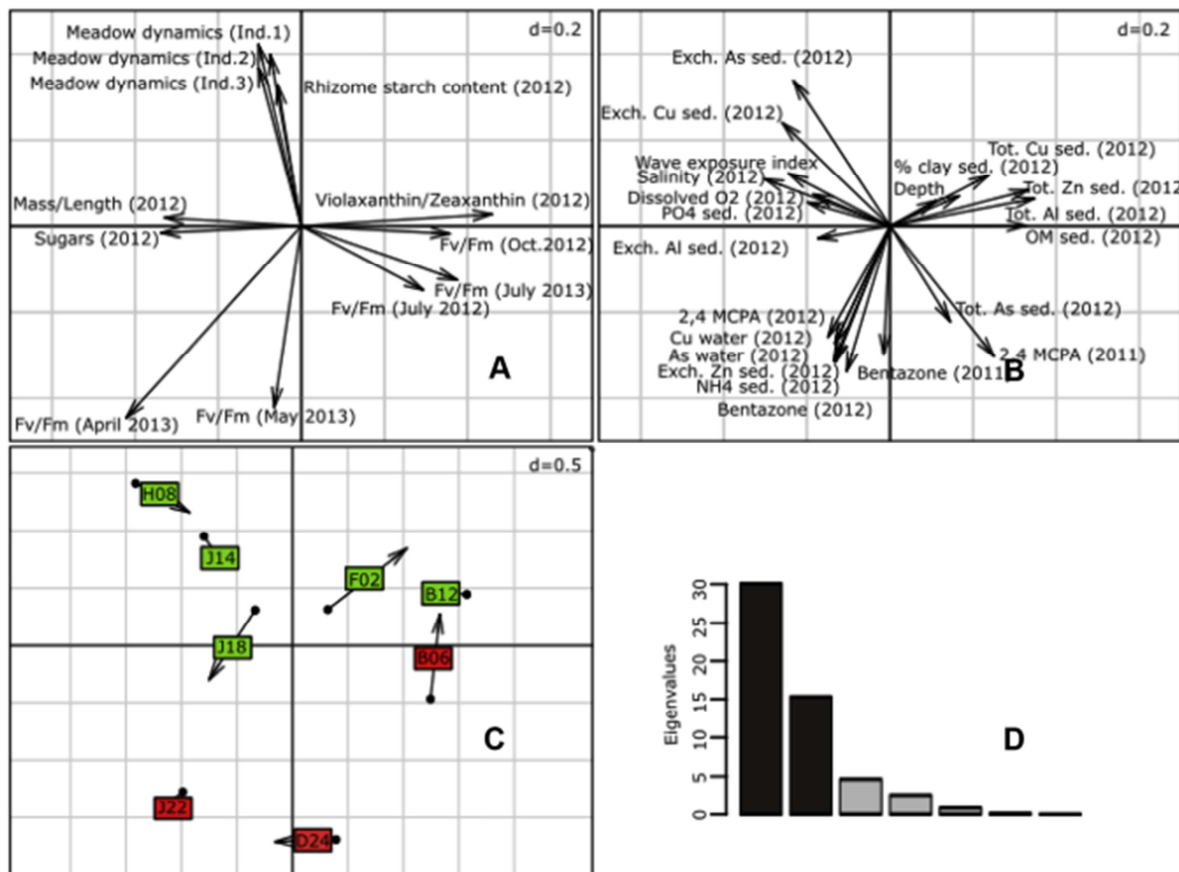 Meadow dynamics (Ind.1)
d=0.2
Meadow dynamics (Ind.2)
Meadow dynamics (Ind.3)
Rhizome starch content (2012)
Mass/Length (2012)
Violaxanthin/Zeaxanthin (2012)
Sugars (2012)
Fv/Fm (Oct.2012)
Fv/Fm (July 2013)
Fv/Fm (July 2012)
A
Fv/Fm (April 2013)
Fv/Fm (May 2013)
d=0.2
Exch. As sed. (2012)
Exch. Cu sed. (2012)
Tot. Cu sed. (2012)
Wave exposure index
% clay sed. (2012)
Salinity (2012)
Depth
Tot. Zn sed. (2012
Dissolved O2 (2012)
PO4 sed. (2012)
Tot. Al sed. (2012)
Exch. Al sed. (2012)
OM sed. (2012)
2,4 MCPA (2012)
Tot. As sed. (2012)
Cu water (2012)
As water (2012)
2,4 MCPA (2011)
Exch. Zn sed. (2012)
Bentazone (2011)
B
NH4 sed. (2012)
Bentazone (2012)
d=0.5
H08
J14
F02
B12
J18
B06
C
J22
D24
Eigenvalues
30
25
20
15
10
5
0
D